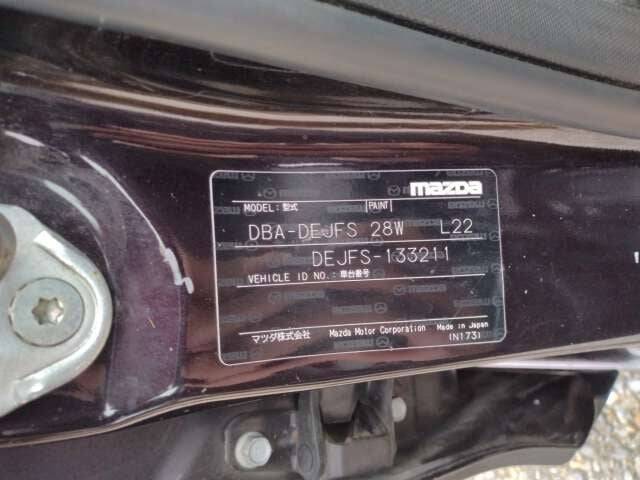 mazda
MODEL: 型式 PAINT
DBA-DEJFS 28W L22
DEJFS-133211
VEHICLE ID NO.: 車台番号
マツダ株式会社 Mazda Motor Corporation Made in Japan
IN1731